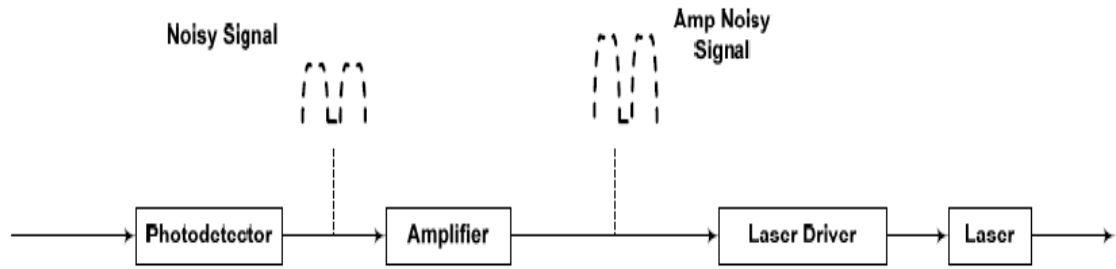 Noisy Signal
Amp Noisy
Signal
Photodetector
Amplifier
Laser Driver
Laser